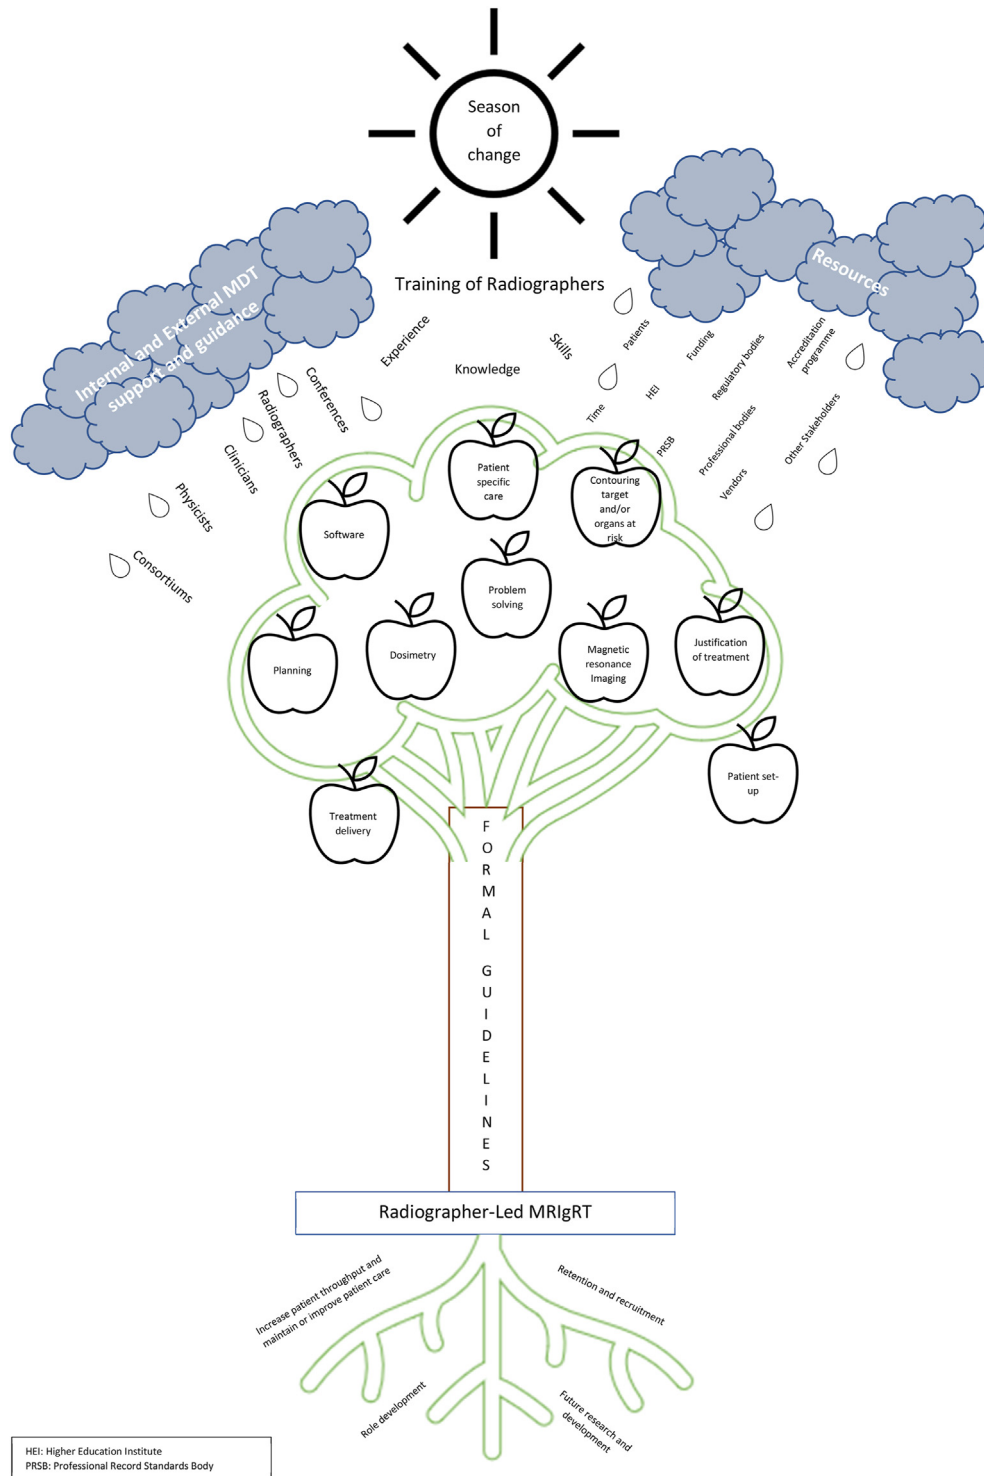 Season
of
change
Internal and External MDT
support and guidance
Resources
Training of Radiographers
Experience
Knowledge
Skills
Conferences
Radiographers
Clinicians
Physicists
Consortiums
Patients
Funding
Regulatory bodies
Accreditation
programme
Time
HEI
PRSB
Professional bodies
Vendors
Other Stakeholders
Patient
specific
care
Contouring
target
and/or
organs at
risk
Software
Problem
solving
Planning
Dosimetry
Magnetic
resonance
Imaging
Justification
of treatment
Treatment
delivery
Patient set-
up
FORMAL GUIDELINES
Radiographer-Led MRIgRT
Increase patient throughput and
maintain or improve patient care
Retention and recruitment
Role development
Future research and
development
HEI: Higher Education Institute
PRSB: Professional Record Standards Body